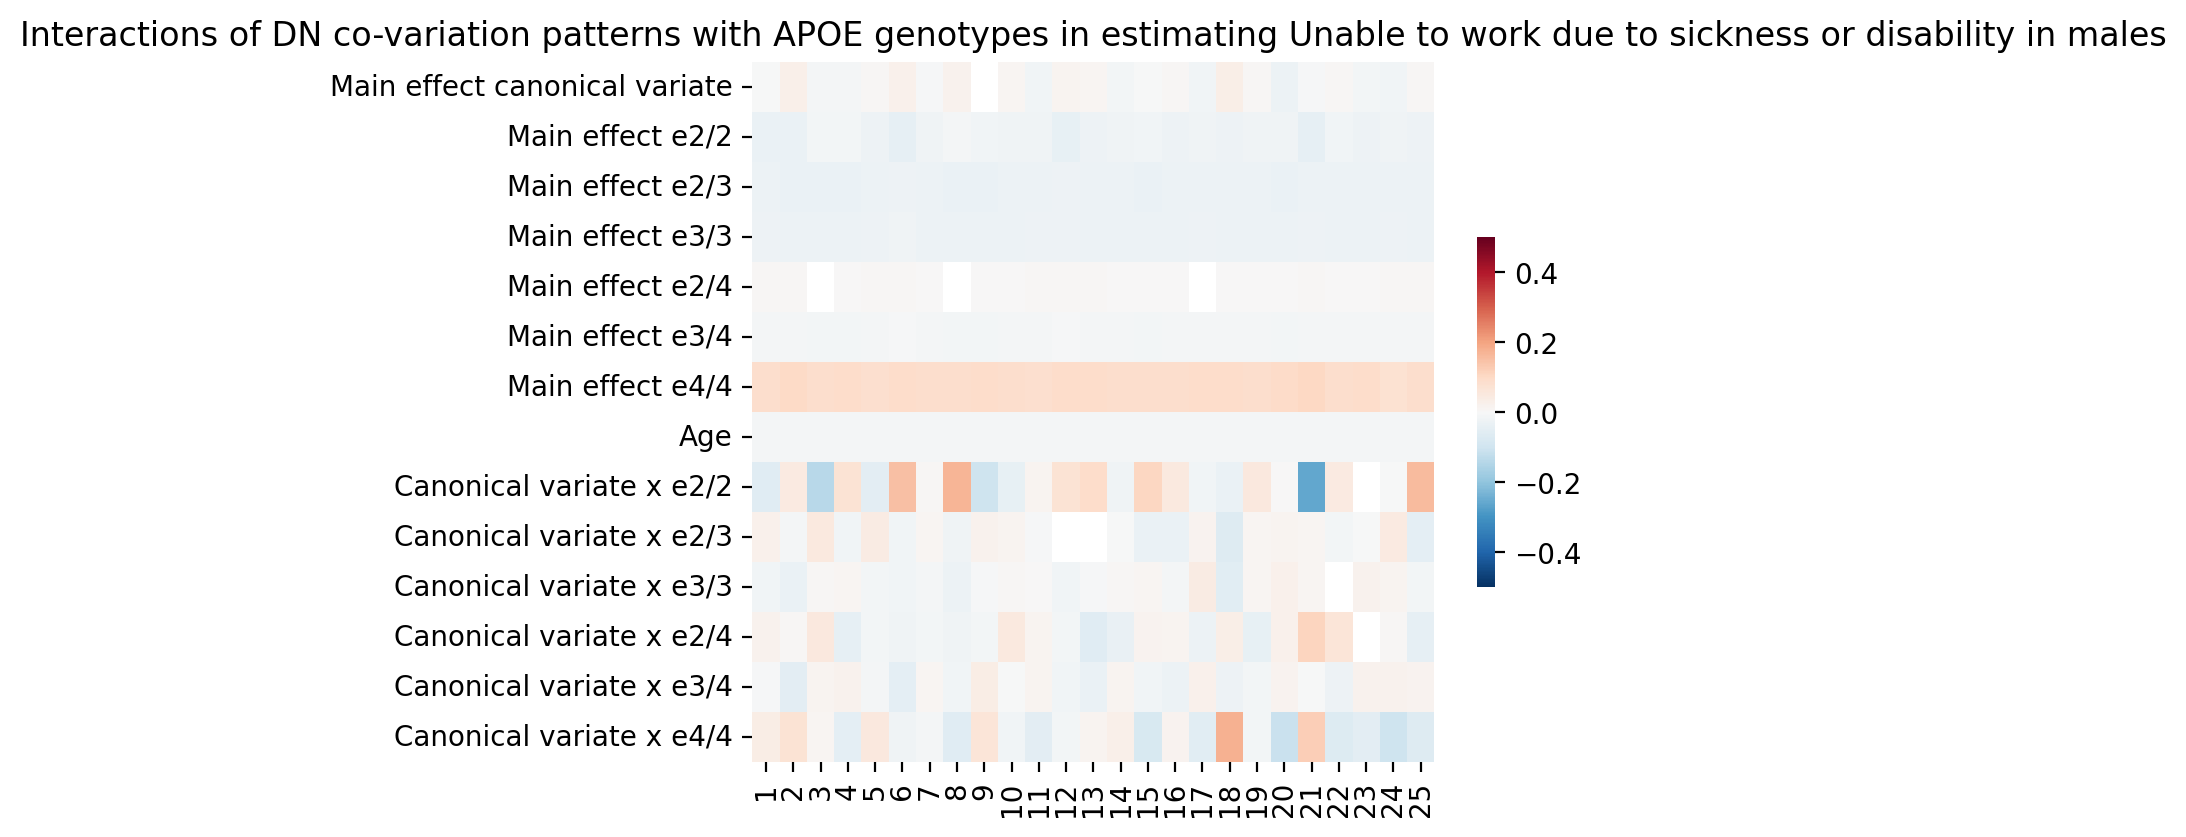 Interactions of DN co-variation patterns with APOE genotypes in estimating Unable to work due to sickness or disability in males
Main effect canonical variate
Main effect e2/2
Main effect e2/3
Main effect e3/3
Main effect e2/4
Main effect e3/4
Main effect e4/4
Age
Canonical variate x e2/2
Canonical variate x e2/3
Canonical variate x e3/3
Canonical variate x e2/4
Canonical variate x e3/4
Canonical variate x e4/4
1 2 3 4 5 6 7 8 9 10 11 12 13 14 15 16 17 18 19 20 21 22 23 24 25
0.4
0.2
0.0
−0.2
−0.4